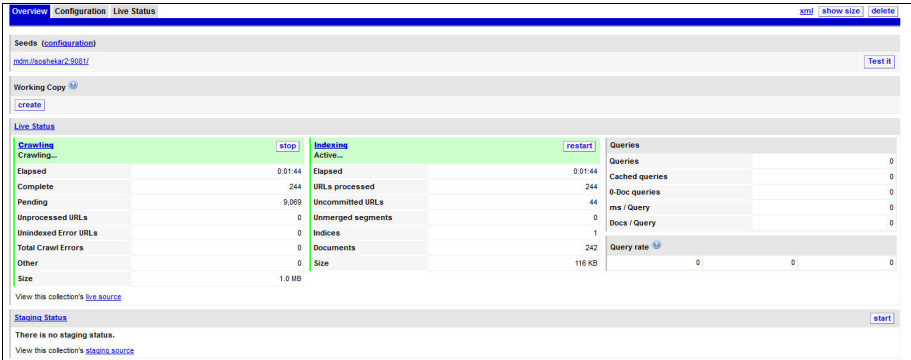 Overview Configuration Live Status xml show size delete
Seeds (configuration)
mdm://soshekar2:9081/ Test it
Working Copy
create
Live Status
Crawling stop
Crawling...
Elapsed 0:01:44
Complete 244
Pending 9,069
Unprocessed URLs 0
Unindexed Error URLs 0
Total Crawl Errors 0
Other 0
Size 1.0 MB
Indexing restart
Active...
Elapsed 0:01:44
URLs processed 244
Uncommitted URLs 44
Unmerged segments 0
Indices 1
Documents 242
Size 116 KB
Queries
Queries 0
Cached queries 0
0-Doc queries 0
ms / Query 0
Docs / Query 0
Query rate
0 0 0
View this collection's live source
Staging Status start
There is no staging status.
View this collection's staging source